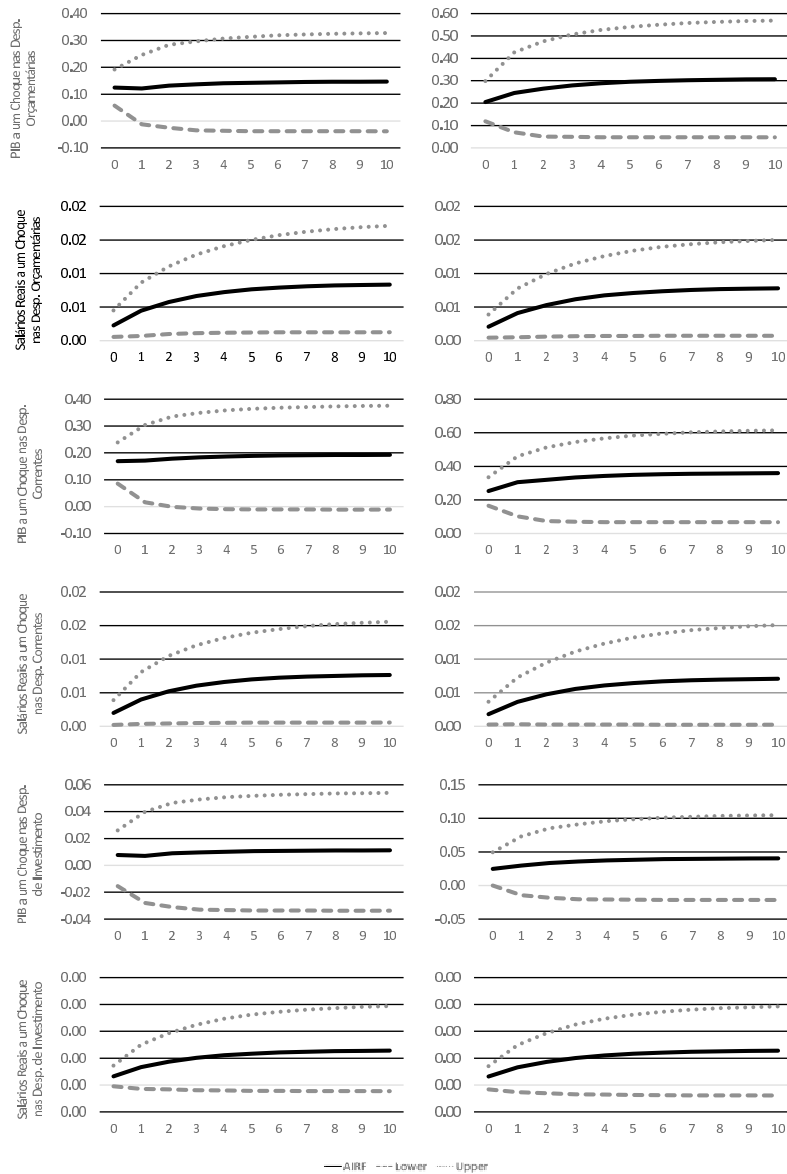 PIB a um Choque nas Desp.
Orçamentárias
0.40
0.30
0.20
0.10
0.00
-0.10
0 1 2 3 4 5 6 7 8 9 10
0.60
0.50
0.40
0.30
0.20
0.10
0.00
0 1 2 3 4 5 6 7 8 9 10
Salários Reais a um Choque
nas Desp. Orçamentárias
0.02
0.02
0.01
0.01
0.00
0 1 2 3 4 5 6 7 8 9 10
0.02
0.02
0.01
0.01
0.00
0 1 2 3 4 5 6 7 8 9 10
PIB a um Choque nas Desp.
Correntes
0.40
0.30
0.20
0.10
0.00
-0.10
0 1 2 3 4 5 6 7 8 9 10
0.80
0.60
0.40
0.20
0.00
0 1 2 3 4 5 6 7 8 9 10
Salários Reais a um Choque
nas Desp. Correntes
0.02
0.02
0.01
0.01
0.00
0 1 2 3 4 5 6 7 8 9 10
0.02
0.02
0.01
0.01
0.00
0 1 2 3 4 5 6 7 8 9 10
PIB a um Choque nas Desp.
de Investimento
0.06
0.04
0.02
0.00
-0.02
-0.04
0 1 2 3 4 5 6 7 8 9 10
0.15
0.10
0.05
0.00
-0.05
0 1 2 3 4 5 6 7 8 9 10
Salários Reais a um Choque
nas Desp. de Investimento
0.00
0.00
0.00
0.00
0.00
0.00
0 1 2 3 4 5 6 7 8 9 10
0.00
0.00
0.00
0.00
0.00
0.00
0 1 2 3 4 5 6 7 8 9 10
AIRF Lower Upper